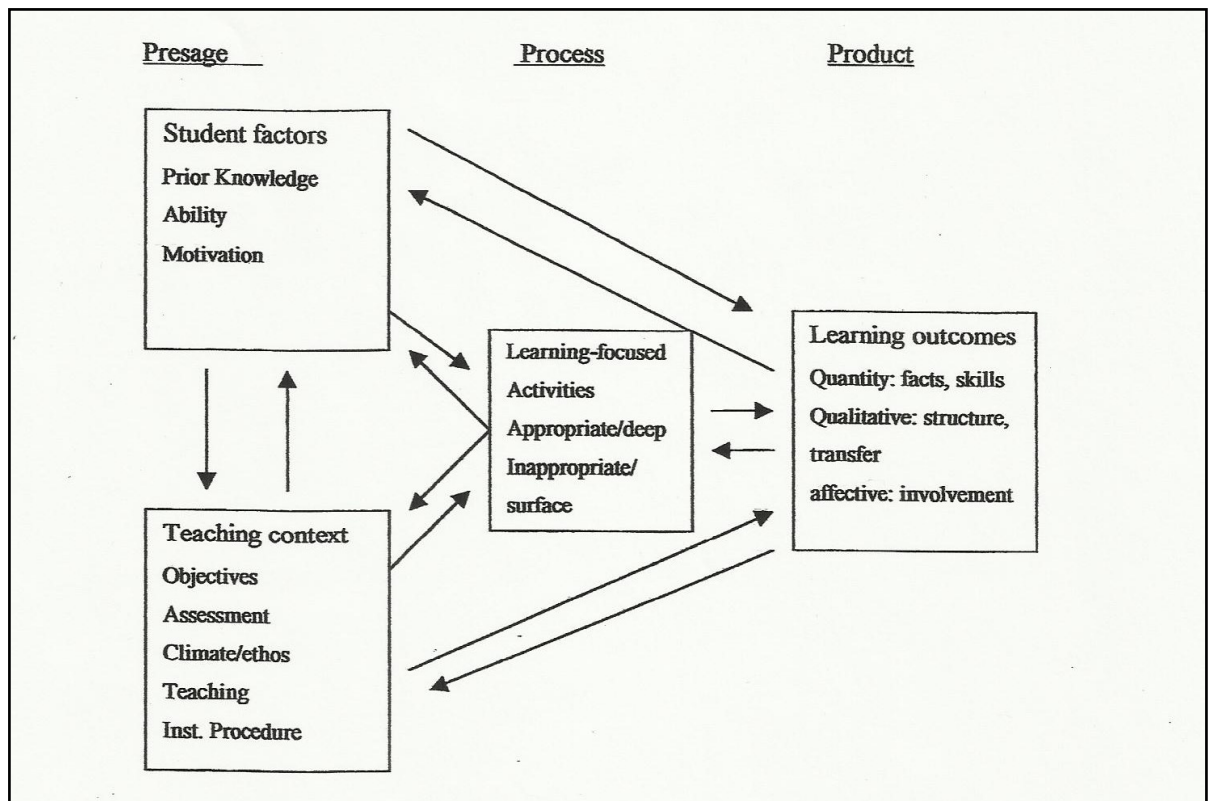 Presage
Process
Product
Student factors
Prior Knowledge
Ability
Motivation
Learning-focused
Activities
Appropriate/deep
Inappropriate/
surface
Learning outcomes
Quantity: facts, skills
Qualitative: structure,
transfer
affective: involvement
Teaching context
Objectives
Assessment
Climate/ethos
Teaching
Inst. Procedure